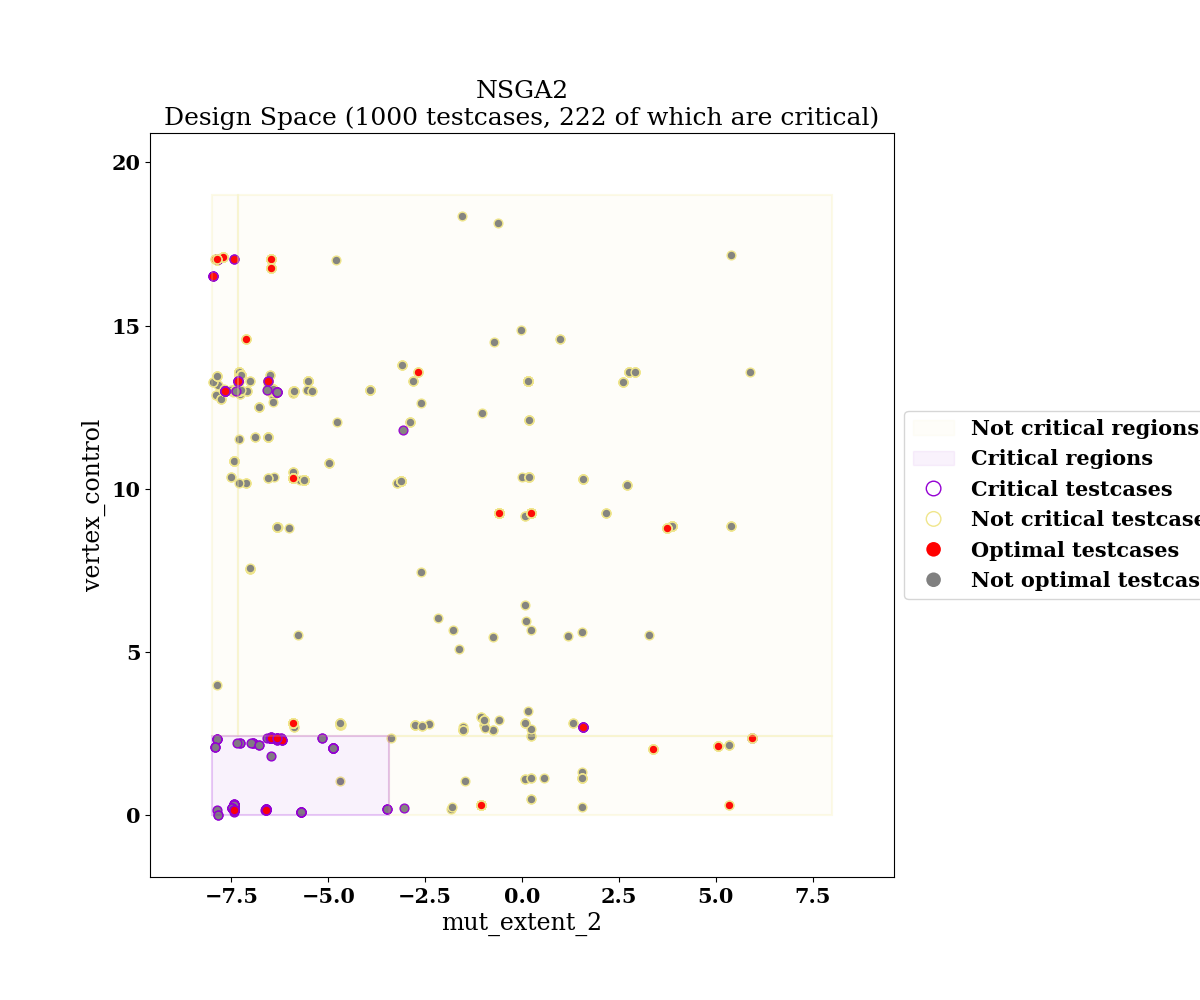 NSGA2
Design Space (1000 testcases, 222 of which are critical)
20
15
10
5
0
vertex_control
−7.5 −5.0 −2.5 0.0 2.5 5.0 7.5
mut_extent_2
Not critical regions
Critical regions
Critical testcases
Not critical testcase
Optimal testcases
Not optimal testcas